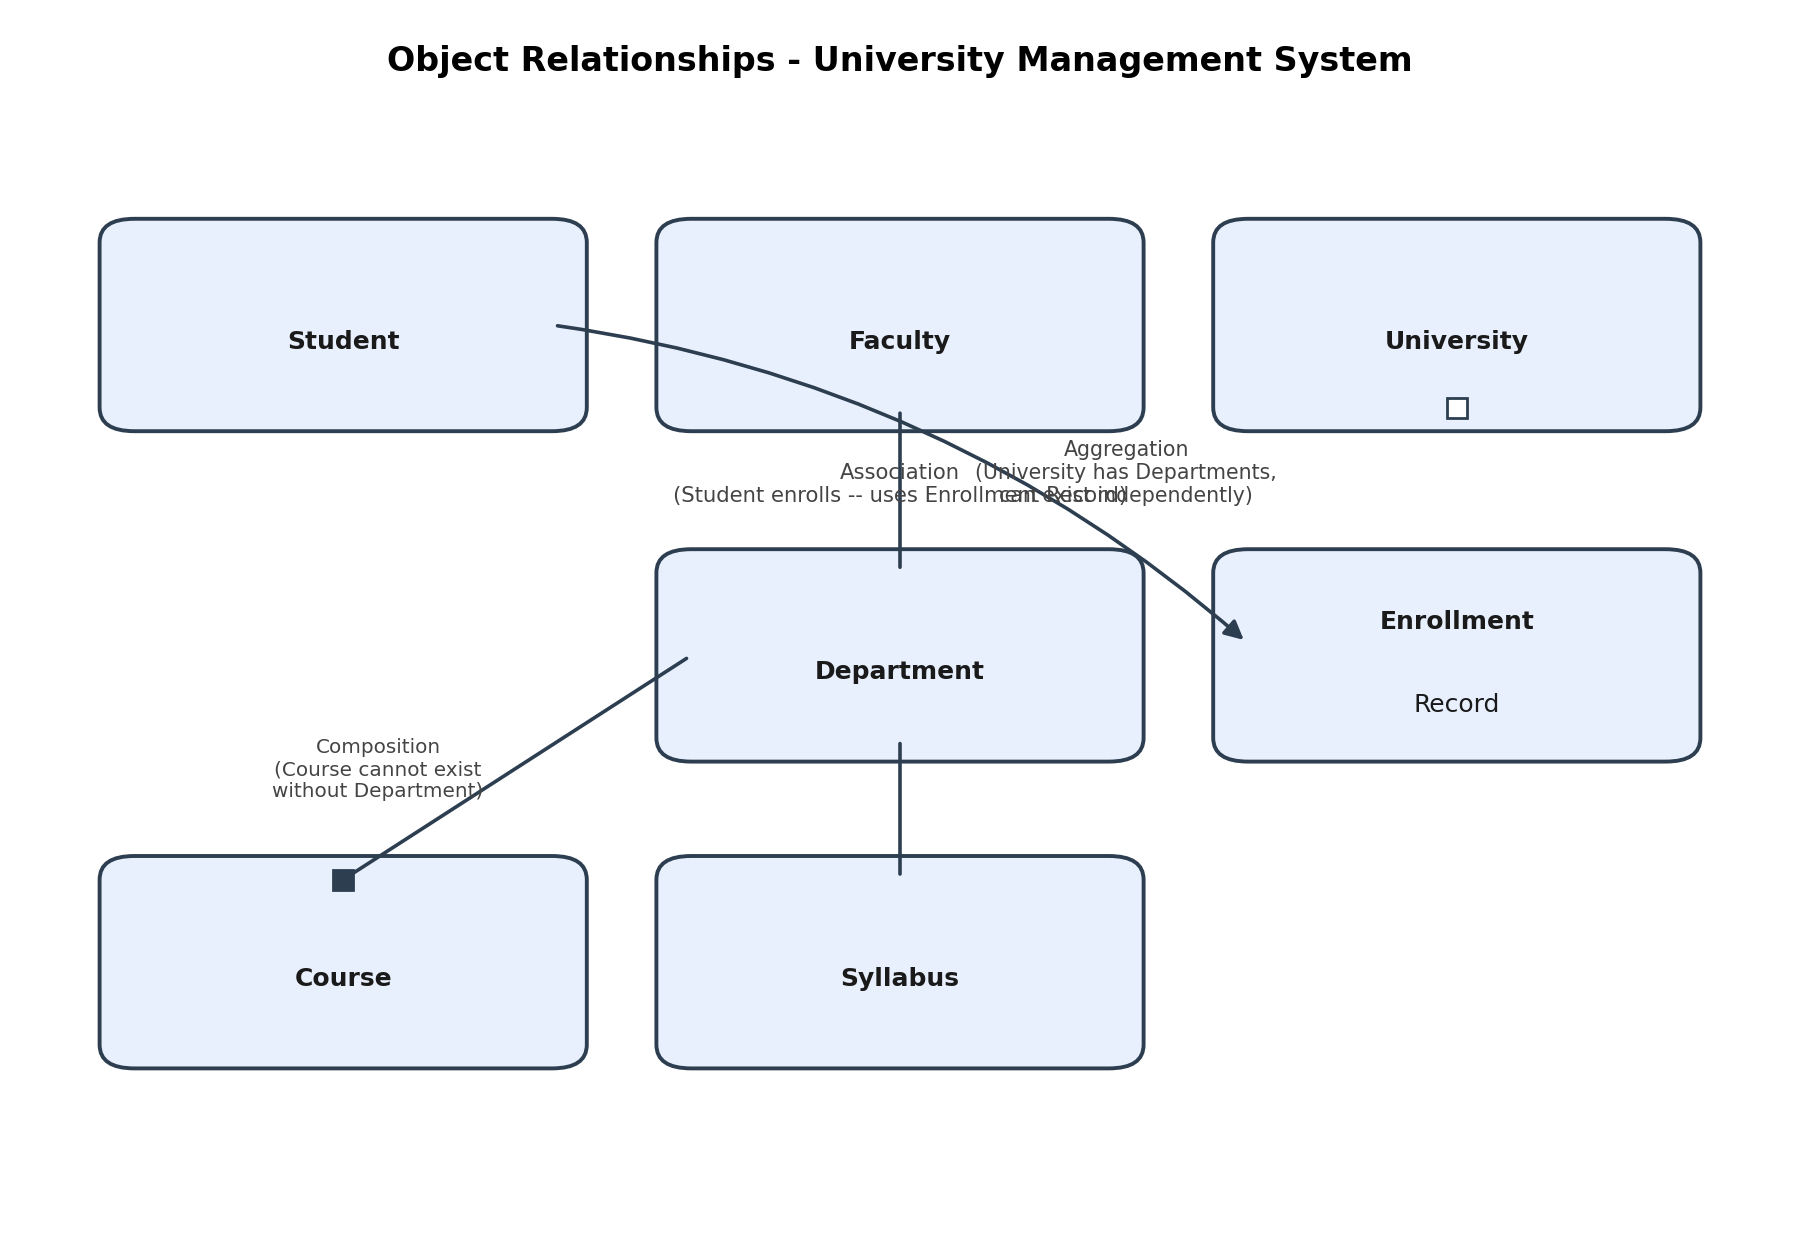 Object Relationships - University Management System
Student
Faculty
University
Aggregation
(University has Departments,
can exist independently)
Association
(Student enrolls -- uses Enrollment Record)
Department
Enrollment
Record
Composition
(Course cannot exist
without Department)
Course
Syllabus